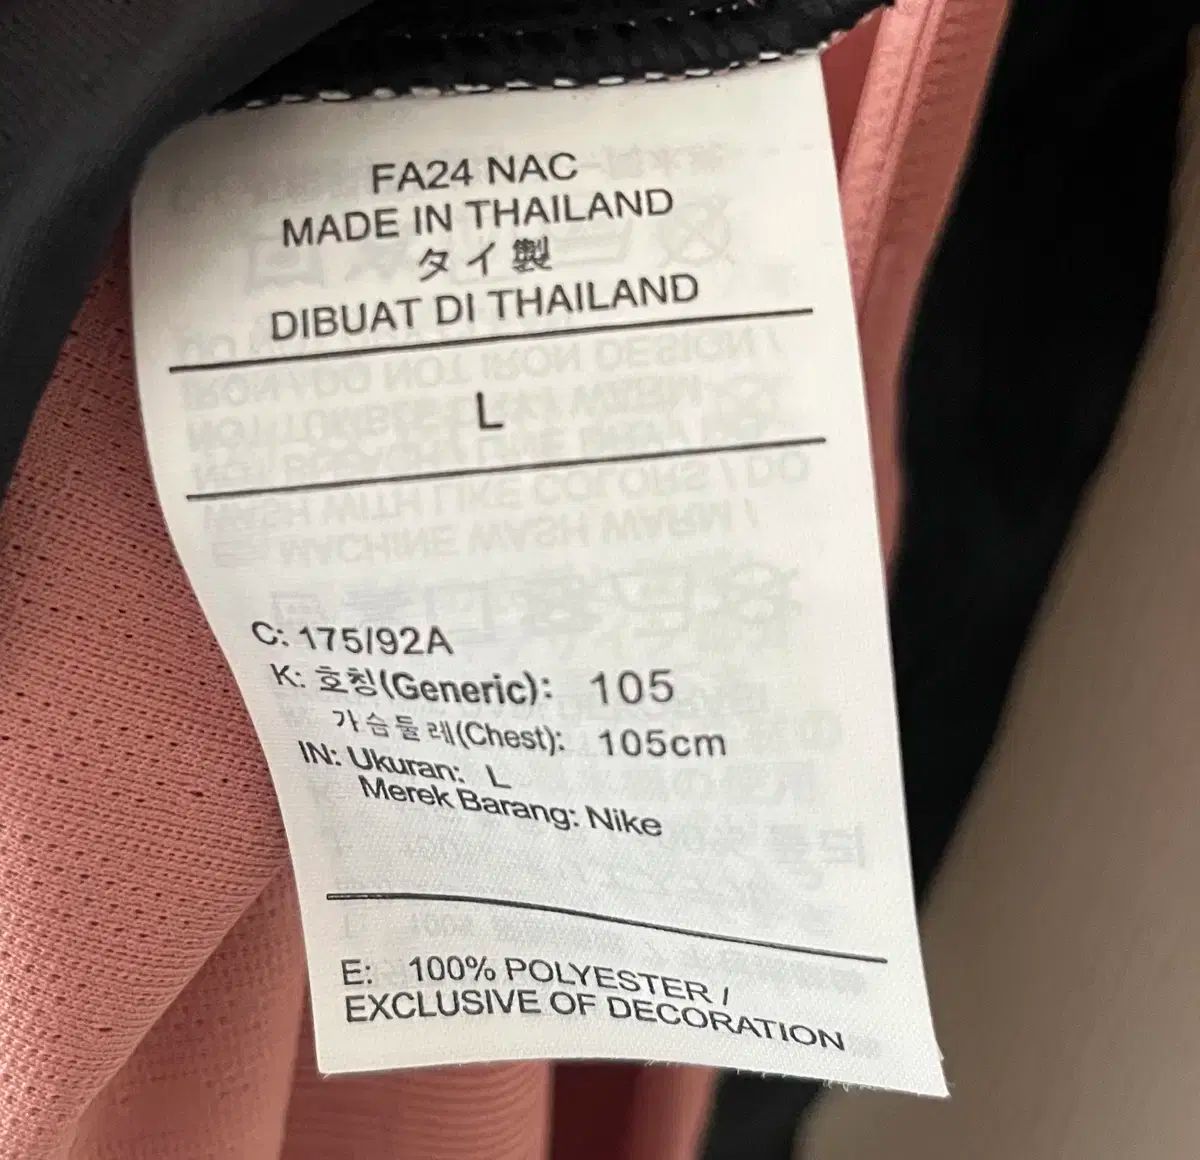 FA24 NAC
MADE IN THAILAND
タイ製
DIBUAT DI THAILAND
L
C: 175/92A
K: 호칭(Generic): 105
가슴둘레(Chest): 105cm
IN: Ukuran: L
Merek Barang: Nike
E: 100% POLYESTER /
EXCLUSIVE OF DECORATION